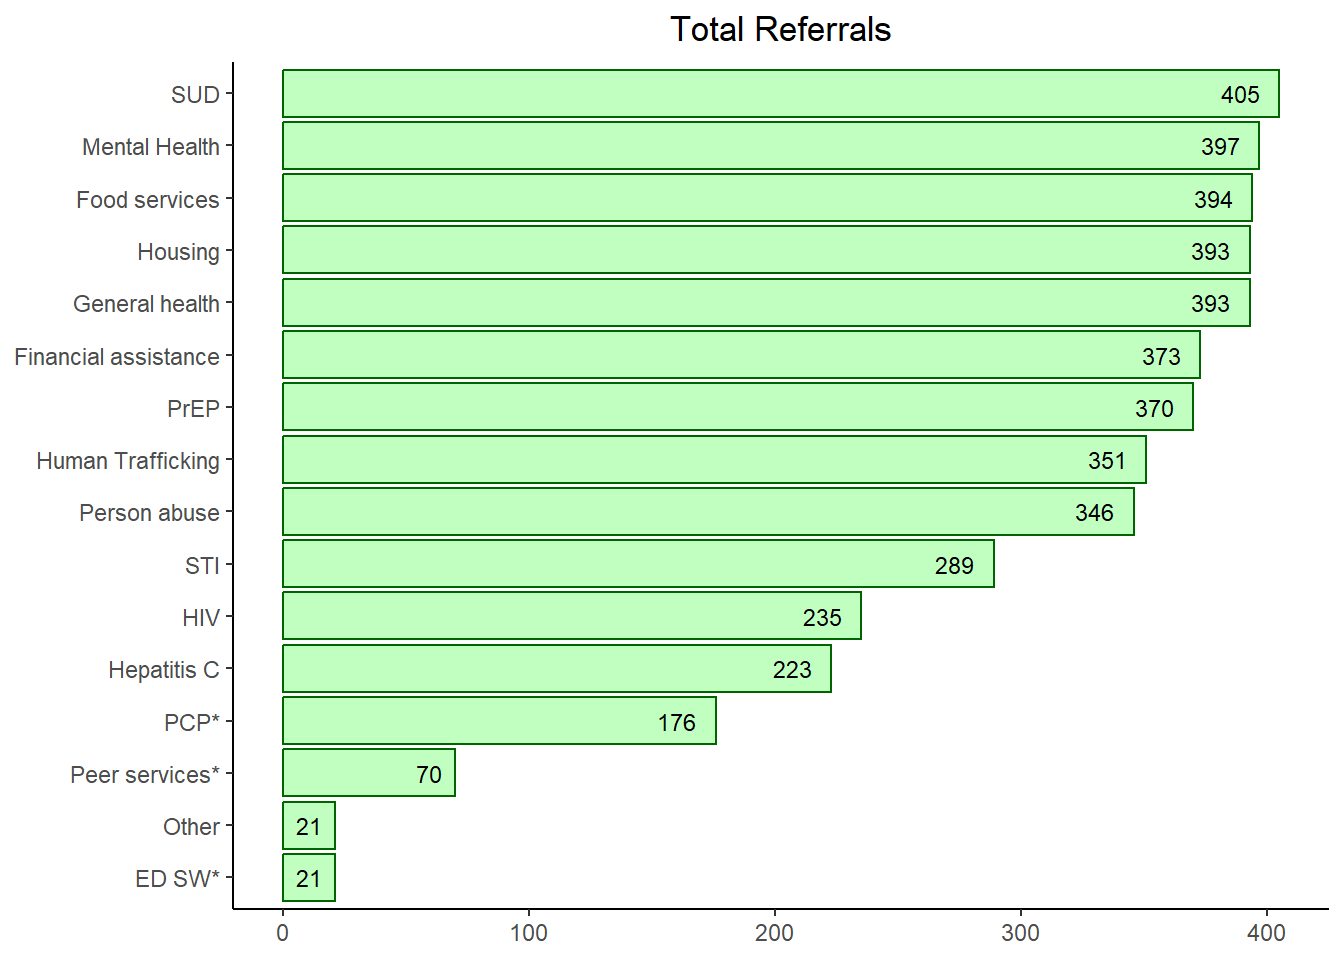 Total Referrals
SUD 405
Mental Health 397
Food services 394
Housing 393
General health 393
Financial assistance 373
PrEP 370
Human Trafficking 351
Person abuse 346
STI 289
HIV 235
Hepatitis C 223
PCP* 176
Peer services* 70
Other 21
ED SW* 21
0 100 200 300 400